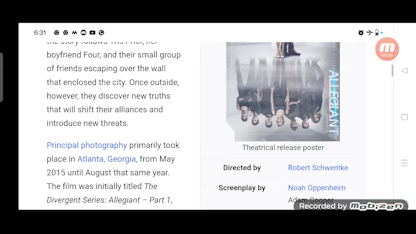 6:31
the story follows Tris Prior, her
boyfriend Four, and their small group
of friends escaping over the wall
that enclosed the city. Once outside,
however, they discover new truths
that will shift their alliances and
introduce new threats.
Principal photography primarily took
place in Atlanta, Georgia, from May
2015 until August that same year.
The film was initially titled The
Divergent Series: Allegiant – Part 1,
ALLEGIANT
Theatrical release poster
Directed by Robert Schwentke
Screenplay by Noah Oppenheim
Adam Cooper
Recorded by Mobizen